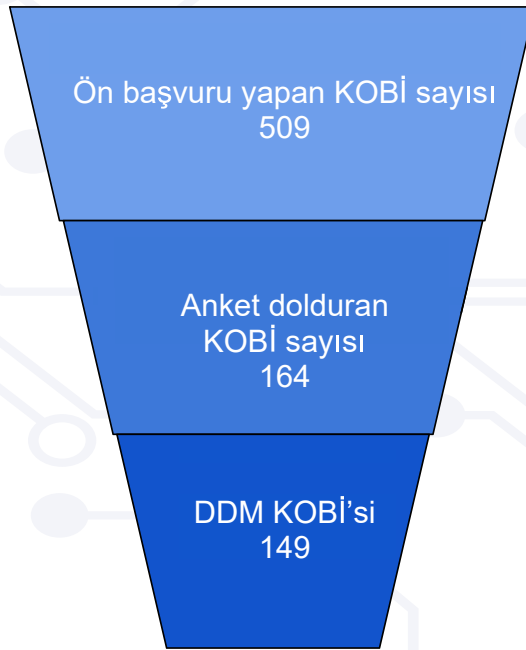 Ön başvuru yapan KOBİ sayısı
509
Anket dolduran
KOBİ sayısı
164
DDM KOBİ’si
149